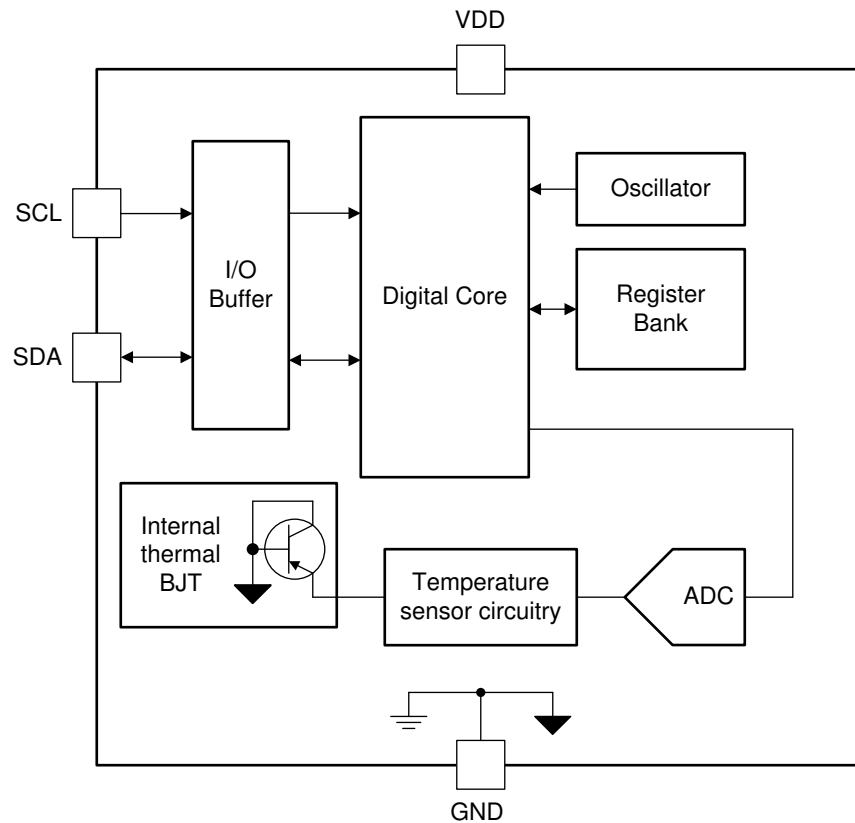 VDD
SCL
I/O
Buffer
Digital Core
Oscillator
Register
Bank
SDA
Internal
thermal
BJT
Temperature
sensor circuitry
ADC
GND